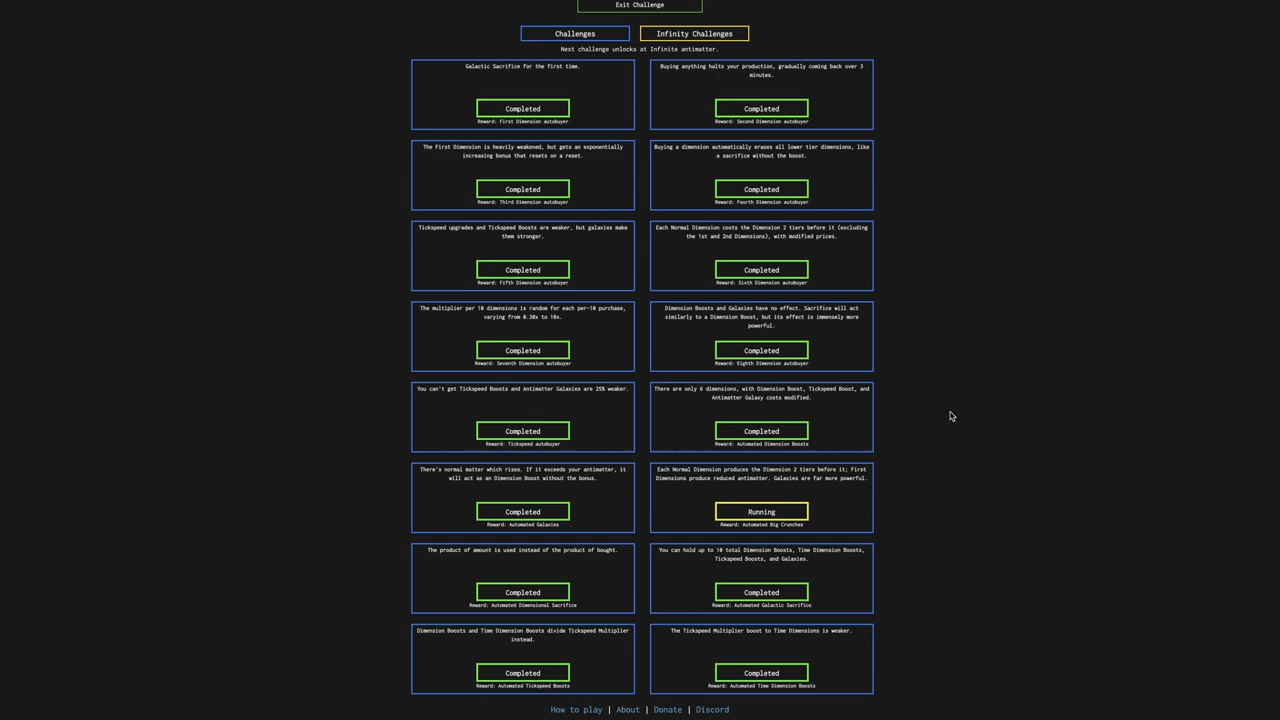 Exit Challenge
Challenges
Infinity Challenges
Next challenge unlocks at Infinite antimatter.
Galactic Sacrifice for the first time.
Completed
Reward: First Dimension autobuyer
Buying anything halts your production, gradually coming back over 3
minutes.
Completed
Reward: Second Dimension autobuyer
The First Dimension is heavily weakened, but gets an exponentially
increasing bonus that resets on a reset.
Completed
Reward: Third Dimension autobuyer
Buying a dimension automatically erases all lower tier dimensions, like
a sacrifice without the boost.
Completed
Reward: Fourth Dimension autobuyer
Tickspeed upgrades and Tickspeed Boosts are weaker, but galaxies make
them stronger.
Completed
Reward: Fifth Dimension autobuyer
Each Normal Dimension costs the Dimension 2 tiers before it (excluding
the 1st and 2nd Dimensions), with modified prices.
Completed
Reward: Sixth Dimension autobuyer
The multiplier per 10 dimensions is random for each per-10 purchase,
varying from 0.30x to 10x.
Completed
Reward: Seventh Dimension autobuyer
Dimension Boosts and Galaxies have no effect. Sacrifice will act
similarly to a Dimension Boost, but its effect is immensely more
powerful.
Completed
Reward: Eighth Dimension autobuyer
You can't get Tickspeed Boosts and Antimatter Galaxies are 25% weaker.
Completed
Reward: Tickspeed autobuyer
There are only 6 dimensions, with Dimension Boost, Tickspeed Boost, and
Antimatter Galaxy costs modified.
Completed
Reward: Automated Dimension Boosts
There's normal matter which rises. If it exceeds your antimatter, it
will act as an Dimension Boost without the bonus.
Completed
Reward: Automated Galaxies
Each Normal Dimension produces the Dimension 2 tiers before it; First
Dimensions produce reduced antimatter. Galaxies are far more powerful.
Running
Reward: Automated Big Crunches
The product of amount is used instead of the product of bought.
Completed
Reward: Automated Dimensional Sacrifice
You can hold up to 10 total Dimension Boosts, Time Dimension Boosts,
Tickspeed Boosts, and Galaxies.
Completed
Reward: Automated Galactic Sacrifice
Dimension Boosts and Time Dimension Boosts divide Tickspeed Multiplier
instead.
Completed
Reward: Automated Tickspeed Boosts
The Tickspeed Multiplier boost to Time Dimensions is weaker.
Completed
Reward: Automated Time Dimension Boosts
How to play | About | Donate | Discord